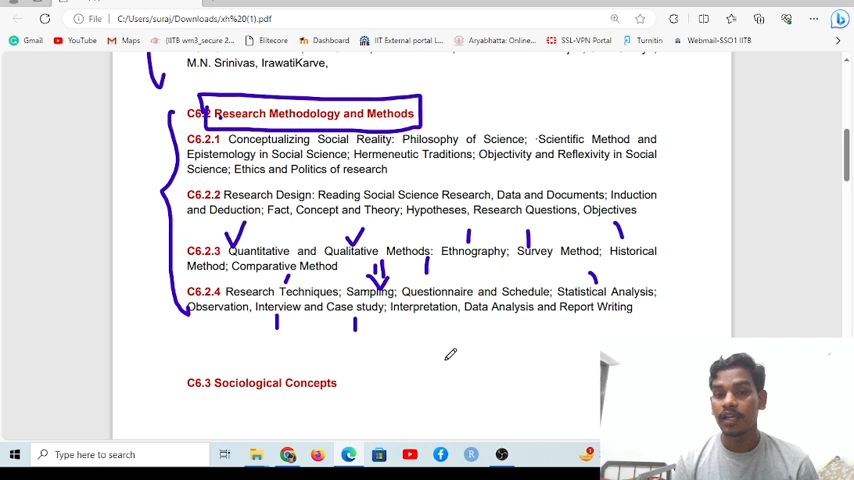 File
C:/Users/suraj/Downloads/xh%20(1).pdf
Gmail
YouTube
Maps
(IITB wm3_secure 2...
Elitecore
Dashboard
IIT External portal L...
Aryabhatta: Online...
SSL-VPN Portal
Turnitin
Webmail-SSO1 IITB
M.N. Srinivas, IrawatiKarve,
C6.2 Research Methodology and Methods
C6.2.1 Conceptualizing Social Reality: Philosophy of Science; ·Scientific Method and
Epistemology in Social Science; Hermeneutic Traditions; Objectivity and Reflexivity in Social
Science; Ethics and Politics of research
C6.2.2 Research Design: Reading Social Science Research, Data and Documents; Induction
and Deduction; Fact, Concept and Theory; Hypotheses, Research Questions, Objectives
C6.2.3 Quantitative and Qualitative Methods: Ethnography; Survey Method; Historical
Method; Comparative Method
C6.2.4 Research Techniques; Sampling; Questionnaire and Schedule; Statistical Analysis;
Observation, Interview and Case study; Interpretation, Data Analysis and Report Writing
C6.3 Sociological Concepts
Type here to search